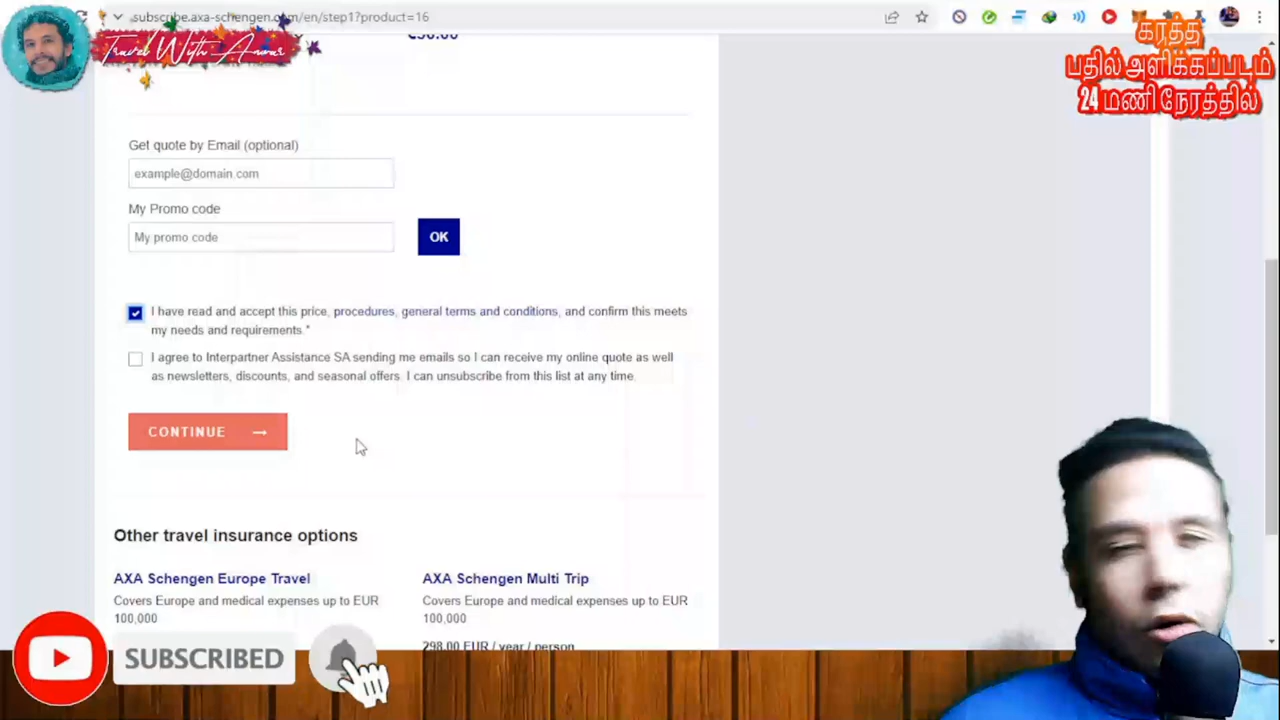 subscribe.axa-schengen.com/en/step1?product=16
Travel With Anwar
கரத்த
பதில் அளிக்கப்படும்
24 மணி நேரத்தில்
Get quote by Email (optional)
example@domain.com
My Promo code
My promo code
OK
I have read and accept this price, procedures, general terms and conditions, and confirm this meets
my needs and requirements.*
I agree to Interpartner Assistance SA sending me emails so I can receive my online quote as well
as newsletters, discounts, and seasonal offers. I can unsubscribe from this list at any time.
CONTINUE →
Other travel insurance options
AXA Schengen Europe Travel
Covers Europe and medical expenses up to EUR
100,000
AXA Schengen Multi Trip
Covers Europe and medical expenses up to EUR
100,000
298.00 EUR / year / person
SUBSCRIBED